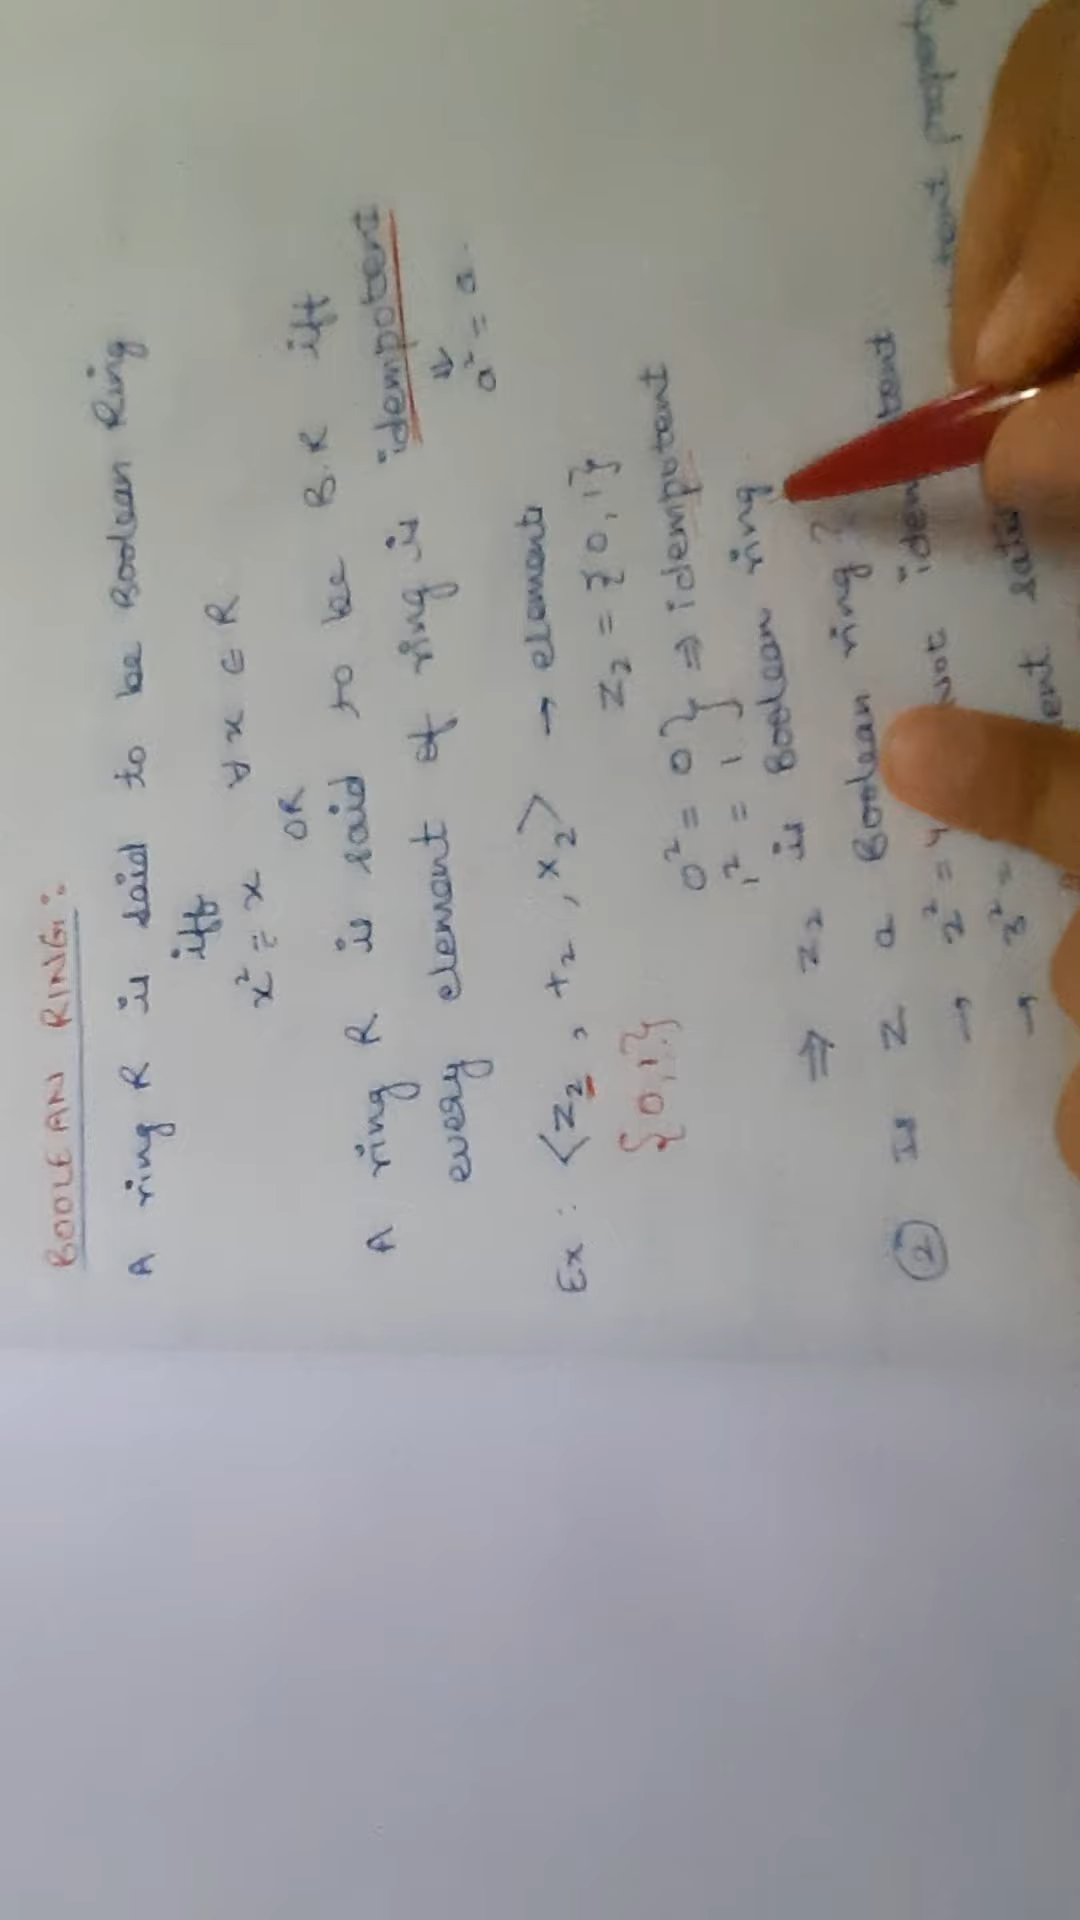 BOOLEAN RING:
A ring R is said to be Boolean Ring
iff
x² = x ∀ x ∈ R
OR
A ring R is said to be B.R iff
every element of ring is idempotent
⇓
a² = a.
Ex: <Z₂, +₂, ×₂> → elements
{0,1} Z₂ = {0,1}
0² = 0 } ⇒ idempotent
1² = 1 }
⇒ Z₂ is Boolean ring
② Is Z a Boolean ring?
→ 2² = 4 Not
→ 3² =